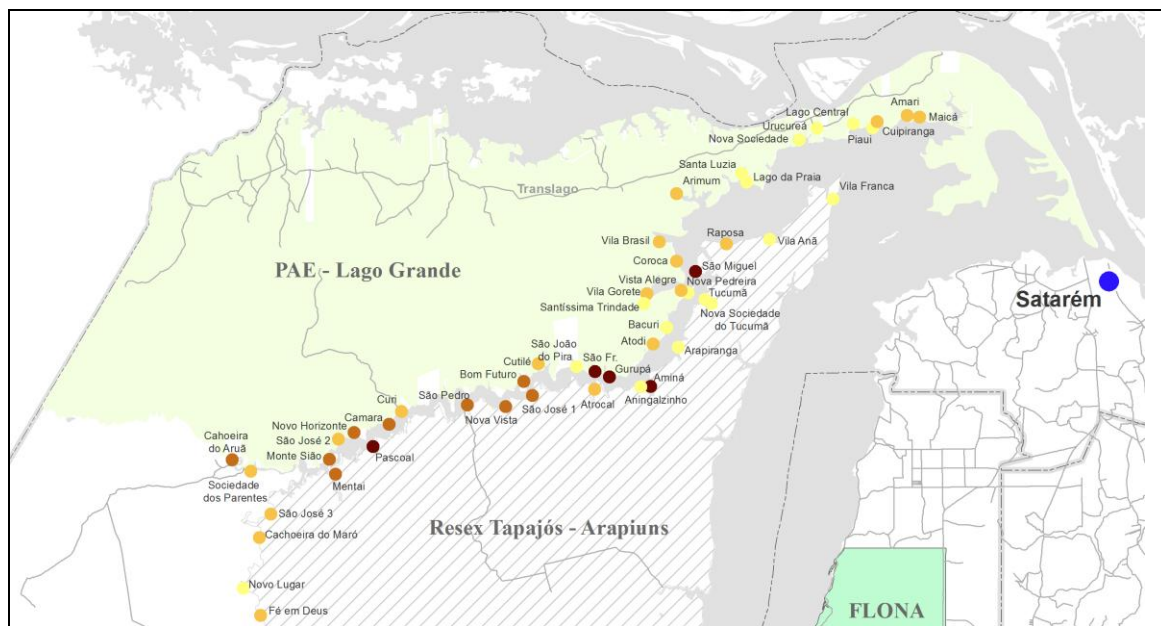 Lago Central
Amari
Urucureá
Maicá
Nova Sociedade
Piauí
Cuipiranga
Santa Luzia
Lago da Praia
Translago
Arimum
Vila Franca
Vila Brasil
Raposa
Vila Anã
Coroca
São Miguel
PAE - Lago Grande
Vista Alegre
Nova Pedreira
Vila Gorete
Tucumã
Santíssima Trindade
Nova Sociedade
do Tucumã
Satarém
Bacuri
Atodi
Arapiranga
São João
do Pira
Cutilé
São Fr.
Gurupá
Bom Futuro
Aminá
Aningalzinho
São Pedro
São José 1
Atrocal
Curi
Nova Vista
Camara
Novo Horizonte
São José 2
Cahoeira
do Aruã
Monte Sião
Pascoal
Mentai
Sociedade
dos Parentes
São José 3
Resex Tapajós - Arapiuns
Cachoeira do Maró
Novo Lugar
Fé em Deus
FLONA